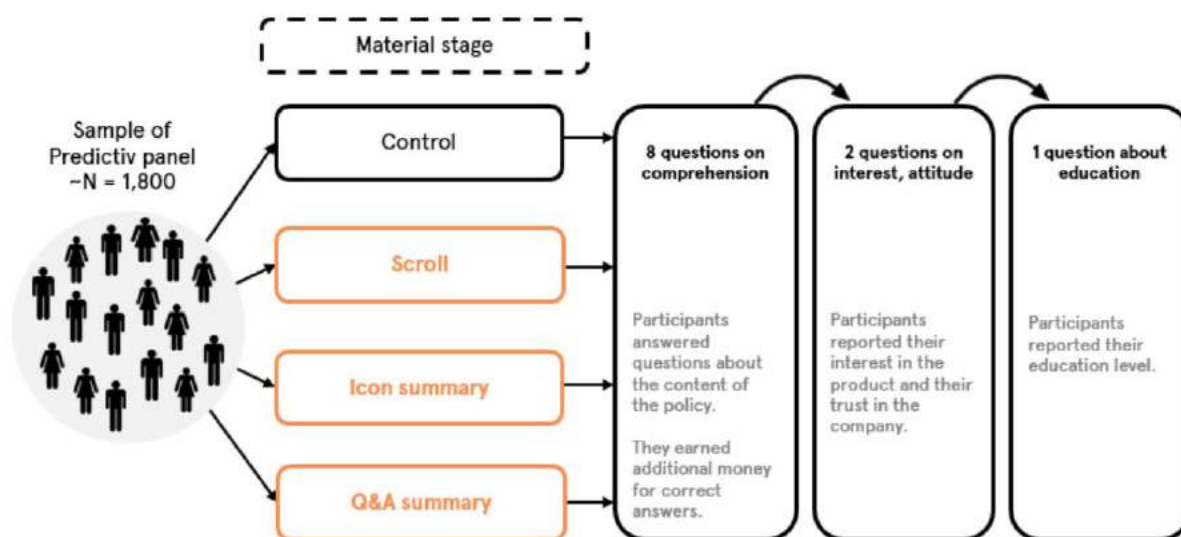 Material stage
Sample of
Predictiv panel
~N = 1,800
Control
Scroll
Icon summary
Q&A summary
8 questions on
comprehension
Participants
answered
questions about
the content of
the policy.
They earned
additional money
for correct
answers.
2 questions on
interest, attitude
Participants
reported their
interest in the
product and their
trust in the
company.
1 question about
education
Participants
reported their
education level.